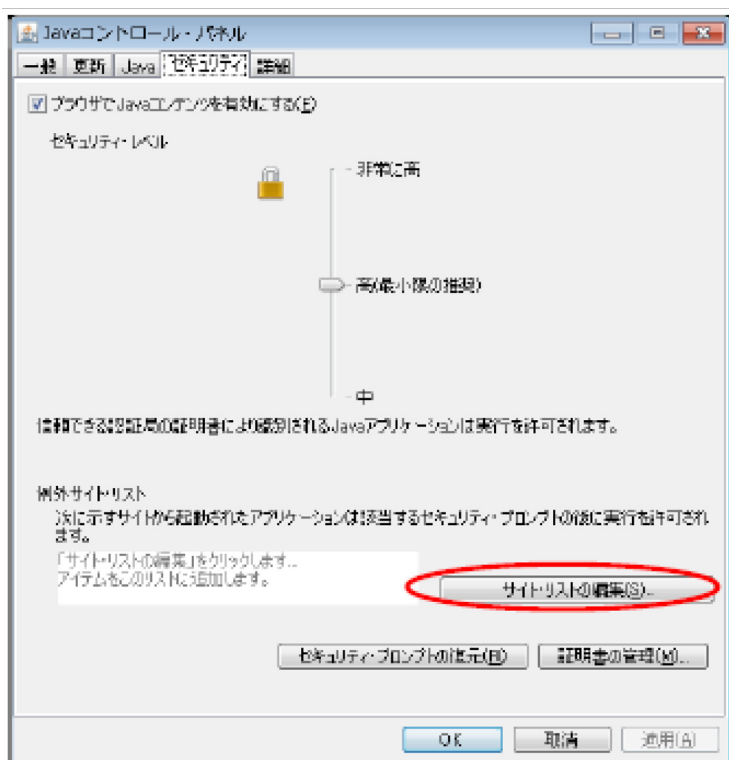 Javaコントロール・パネル
一般 更新 Java セキュリティ 詳細
ブラウザでJavaコンテンツを有効にする(E)
セキュリティ・レベル
- 非常に高
- 高(最小限の推奨)
- 中
信頼できる認証局の証明書により識別されるJavaアプリケーションは実行を許可されます。
例外サイト・リスト
次に示すサイトから起動されたアプリケーションは該当するセキュリティ・プロンプトの後に実行を許可され
ます。
「サイト・リストの編集」をクリックします...
アイテムをこのリストに追加します。
サイト・リストの編集(S)...
セキュリティ・プロンプトの復元(R)
証明書の管理(M)...
OK
取消
適用(A)